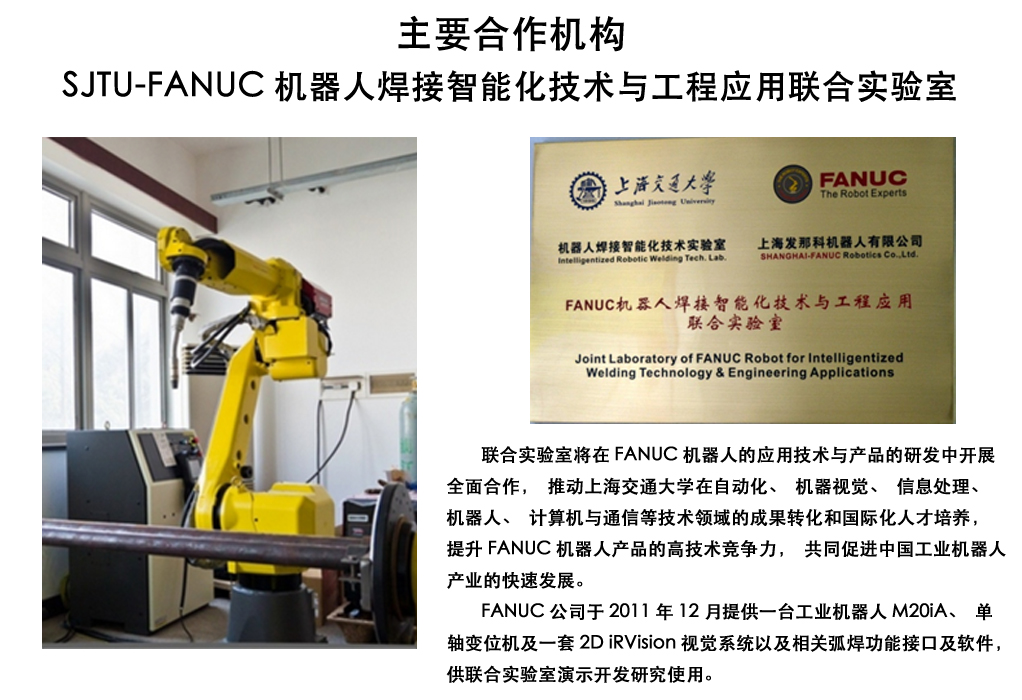 主要合作机构
SJTU-FANUC 机器人焊接智能化技术与工程应用联合实验室
上海交通大学
Shanghai Jiaotong University
FANUC
The Robot Experts
机器人焊接智能化技术实验室
Intelligentized Robotic Welding Tech. Lab.
上海发那科机器人有限公司
SHANGHAI-FANUC Robotics Co.,Ltd.
FANUC机器人焊接智能化技术与工程应用
联合实验室
Joint Laboratory of FANUC Robot for Intelligentized
Welding Technology & Engineering Applications
联合实验室将在 FANUC 机器人的应用技术与产品的研发中开展
全面合作， 推动上海交通大学在自动化、 机器视觉、 信息处理、
机器人、 计算机与通信等技术领域的成果转化和国际化人才培养，
提升 FANUC 机器人产品的高技术竞争力， 共同促进中国工业机器人
产业的快速发展。
FANUC 公司于 2011 年 12 月提供一台工业机器人 M20iA、 单
轴变位机及一套 2D iRVision 视觉系统以及相关弧焊功能接口及软件，
供联合实验室演示开发研究使用。